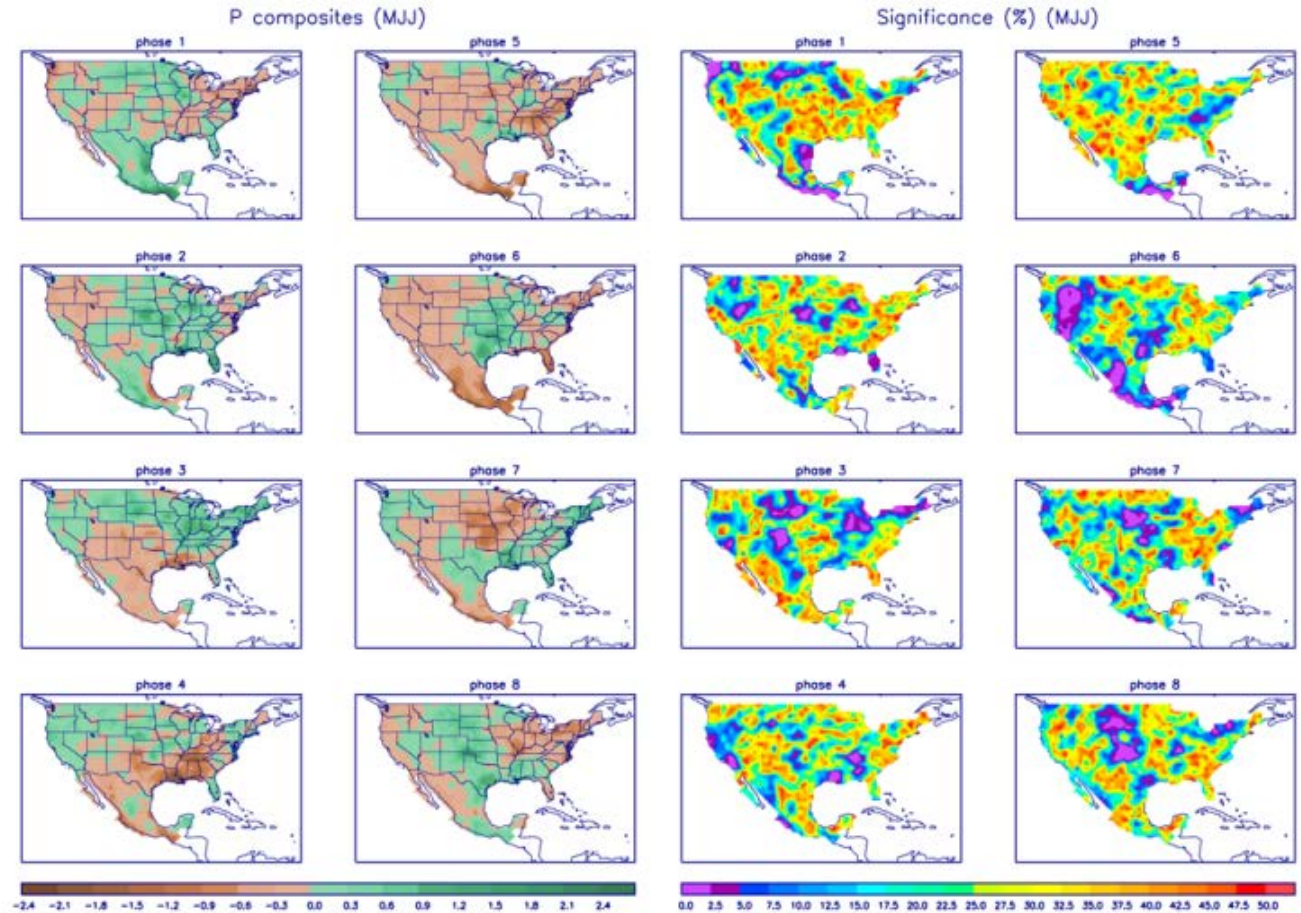 P composites (MJJ) Significance (%) (MJJ)
phase 1 phase 5 phase 1 phase 5
phase 2 phase 6 phase 2 phase 6
phase 3 phase 7 phase 3 phase 7
phase 4 phase 8 phase 4 phase 8
-2.4 -2.1 -1.8 -1.5 -1.2 -0.9 -0.6 -0.3 0.0 0.3 0.6 0.9 1.2 1.5 1.8 2.1 2.4 0.0 2.5 5.0 7.5 10.0 12.5 15.0 17.5 20.0 22.5 25.0 27.5 30.0 32.5 35.0 37.5 40.0 42.5 45.0 47.5 50.0